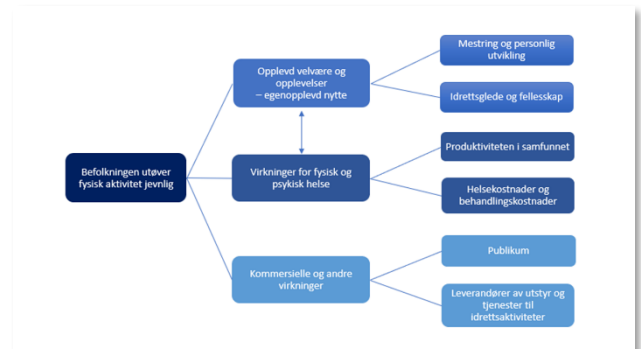 Mestring og personlig
utvikling
Opplevd velvære og
opplevelser
– egenopplevd nytte
Idrettsglede og fellesskap
Produktiviteten i samfunnet
Befolkningen utøver
fysisk aktivitet jevnlig
Virkninger for fysisk og
psykisk helse
Helsekostnader og
behandlingskostnader
Publikum
Kommersielle og andre
virkninger
Leverandører av utstyr og
tjenester til
idrettsaktiviteter